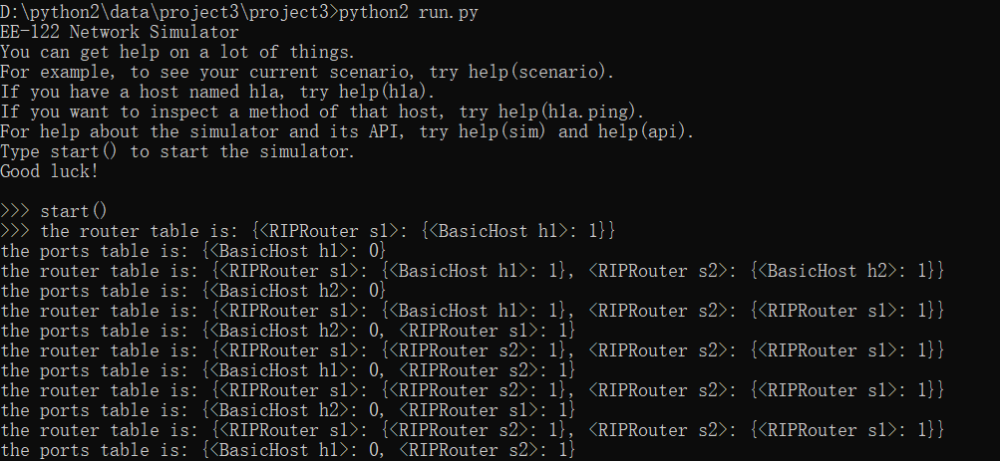 D:\python2\data\project3\project3>python2 run.py
EE-122 Network Simulator
You can get help on a lot of things.
For example, to see your current scenario, try help(scenario).
If you have a host named h1a, try help(h1a).
If you want to inspect a method of that host, try help(h1a.ping).
For help about the simulator and its API, try help(sim) and help(api).
Type start() to start the simulator.
Good luck!

>>> start()
>>> the router table is: {<RIPRouter s1>: {<BasicHost h1>: 1}}
the ports table is: {<BasicHost h1>: 0}
the router table is: {<RIPRouter s1>: {<BasicHost h1>: 1}, <RIPRouter s2>: {<BasicHost h2>: 1}}
the ports table is: {<BasicHost h2>: 0}
the router table is: {<RIPRouter s1>: {<BasicHost h1>: 1}, <RIPRouter s2>: {<RIPRouter s1>: 1}}
the ports table is: {<BasicHost h2>: 0, <RIPRouter s1>: 1}
the router table is: {<RIPRouter s1>: {<RIPRouter s2>: 1}, <RIPRouter s2>: {<RIPRouter s1>: 1}}
the ports table is: {<BasicHost h1>: 0, <RIPRouter s2>: 1}
the router table is: {<RIPRouter s1>: {<RIPRouter s2>: 1}, <RIPRouter s2>: {<RIPRouter s1>: 1}}
the ports table is: {<BasicHost h2>: 0, <RIPRouter s1>: 1}
the router table is: {<RIPRouter s1>: {<RIPRouter s2>: 1}, <RIPRouter s2>: {<RIPRouter s1>: 1}}
the ports table is: {<BasicHost h1>: 0, <RIPRouter s2>: 1}